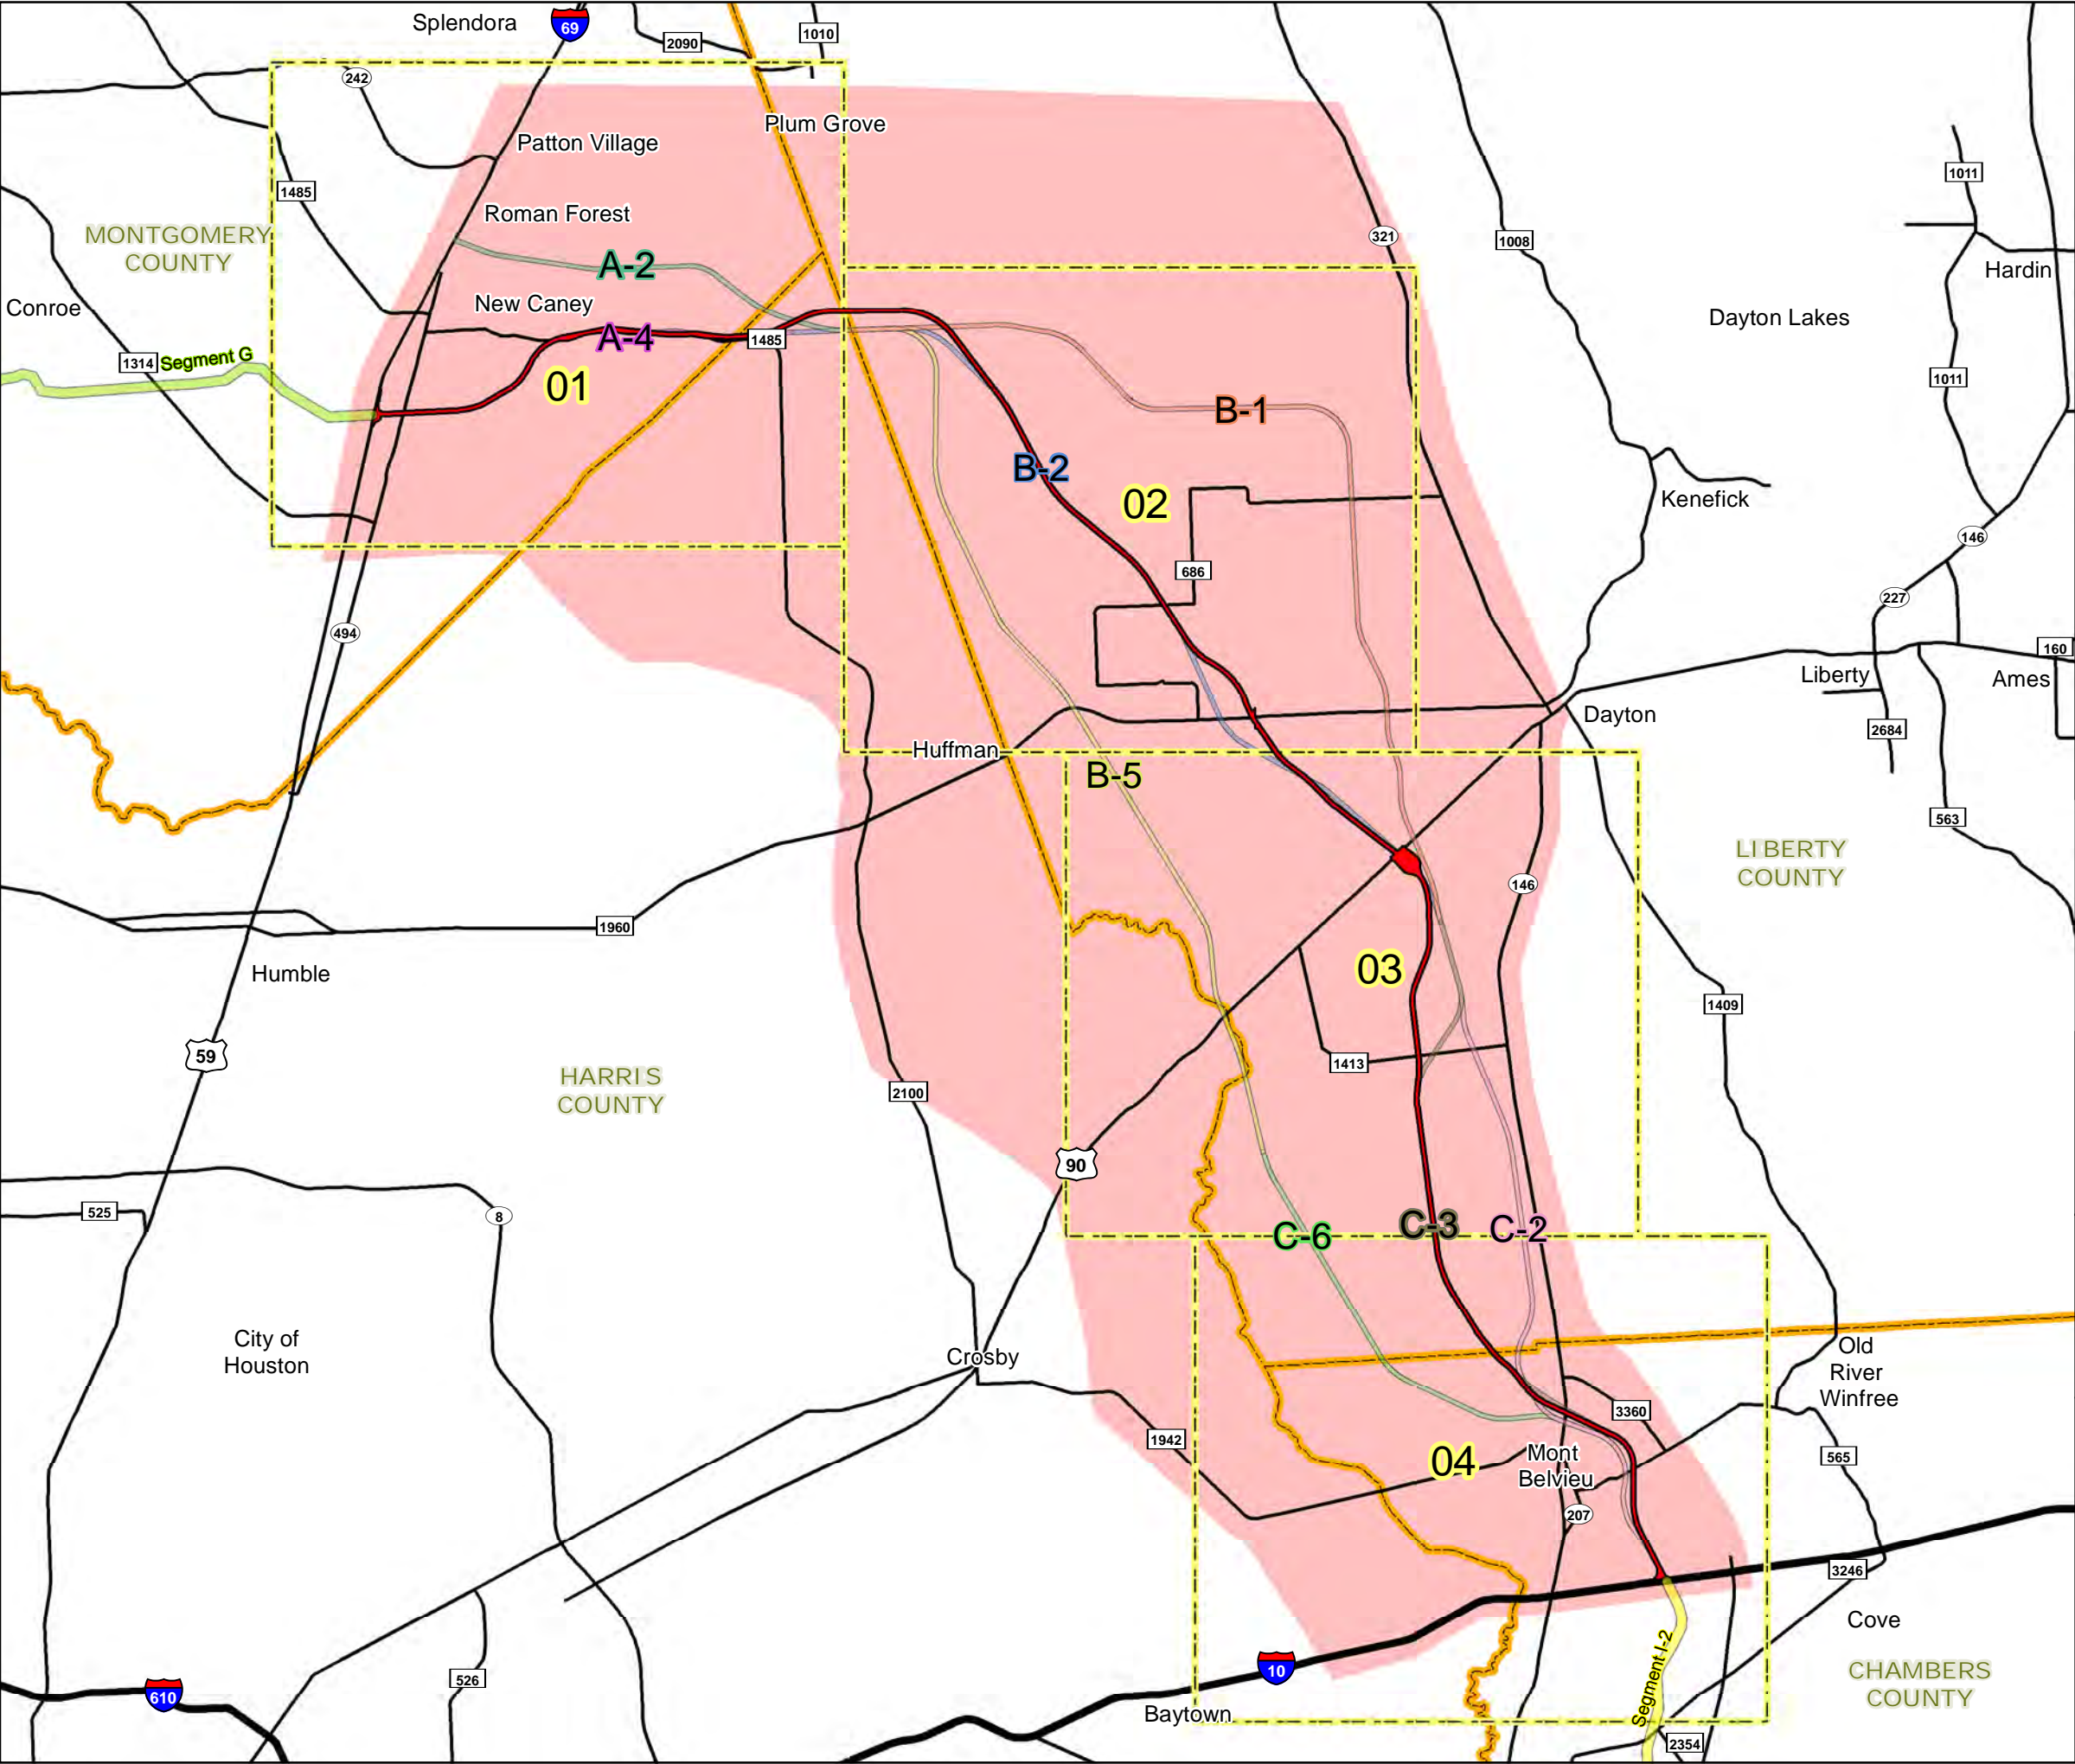 Splendora
69
2090
1010
242
Plum Grove
Patton Village
1485
1011
Roman Forest
MONTGOMERY
COUNTY
321
1008
A-2
Hardin
Conroe
New Caney
Dayton Lakes
A-4
1485
1314
Segment G
01
1011
B-1
B-2
02
Kenefick
146
686
227
494
160
Liberty
Ames
Dayton
2684
Huffman
B-5
563
LIBERTY
COUNTY
146
1960
Humble
03
1409
59
1413
HARRIS
COUNTY
2100
90
525
8
C-6
C-3
C-2
City of
Houston
Crosby
Old
River
Winfree
3360
1942
04
Mont
Belvieu
565
207
3246
Cove
Segment I-2
10
526
610
CHAMBERS
COUNTY
Baytown
2354